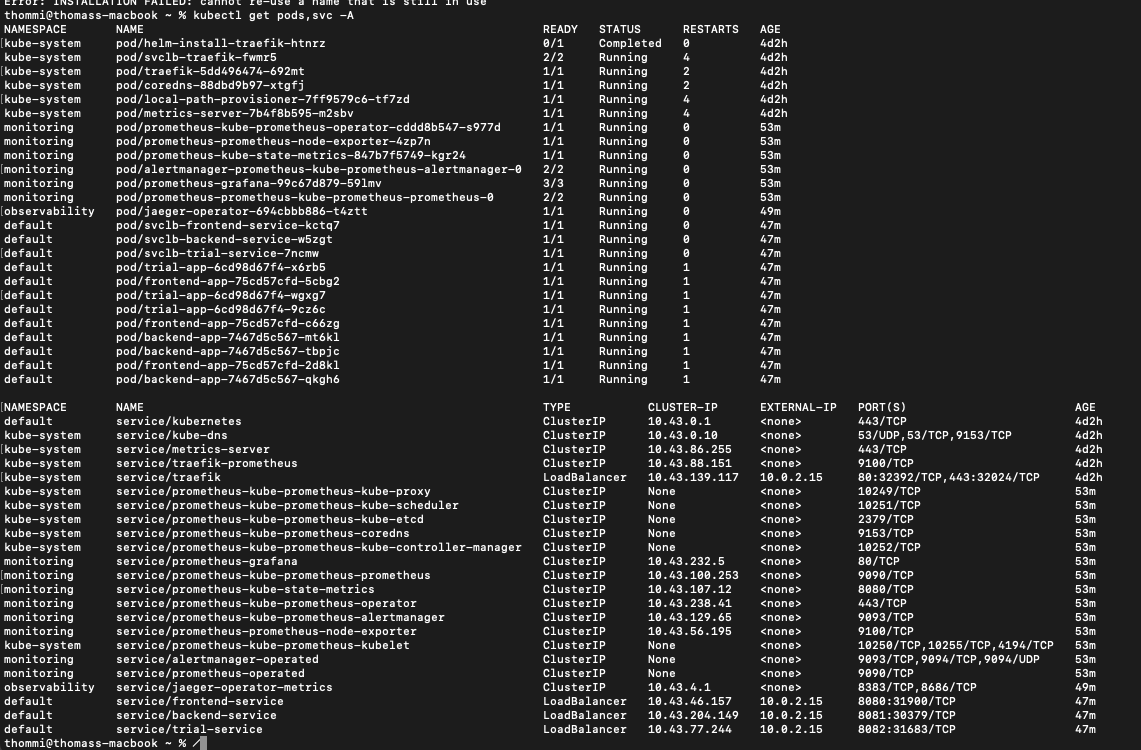 Error: INSTALLATION FAILED: cannot re-use a name that is still in use
thommi@thomass-macbook ~ % kubectl get pods,svc -A
NAMESPACE NAME READY STATUS RESTARTS AGE
kube-system pod/helm-install-traefik-htnrz 0/1 Completed 0 4d2h
kube-system pod/svclb-traefik-fwmr5 2/2 Running 4 4d2h
kube-system pod/traefik-5dd496474-692mt 1/1 Running 2 4d2h
kube-system pod/coredns-88dbd9b97-xtgfj 1/1 Running 2 4d2h
kube-system pod/local-path-provisioner-7ff9579c6-tf7zd 1/1 Running 4 4d2h
kube-system pod/metrics-server-7b4f8b595-m2sbv 1/1 Running 4 4d2h
monitoring pod/prometheus-kube-prometheus-operator-cddd8b547-s977d 1/1 Running 0 53m
monitoring pod/prometheus-prometheus-node-exporter-4zp7n 1/1 Running 0 53m
monitoring pod/prometheus-kube-state-metrics-847b7f5749-kgr24 1/1 Running 0 53m
monitoring pod/alertmanager-prometheus-kube-prometheus-alertmanager-0 2/2 Running 0 53m
monitoring pod/prometheus-grafana-99c67d879-59lmv 3/3 Running 0 53m
monitoring pod/prometheus-prometheus-kube-prometheus-prometheus-0 2/2 Running 0 53m
observability pod/jaeger-operator-694cbbb886-t4ztt 1/1 Running 0 49m
default pod/svclb-frontend-service-kctq7 1/1 Running 0 47m
default pod/svclb-backend-service-w5zgt 1/1 Running 0 47m
default pod/svclb-trial-service-7ncmw 1/1 Running 0 47m
default pod/trial-app-6cd98d67f4-x6rb5 1/1 Running 1 47m
default pod/frontend-app-75cd57cfd-5cbg2 1/1 Running 1 47m
default pod/trial-app-6cd98d67f4-wgxg7 1/1 Running 1 47m
default pod/trial-app-6cd98d67f4-9cz6c 1/1 Running 1 47m
default pod/frontend-app-75cd57cfd-c66zg 1/1 Running 1 47m
default pod/backend-app-7467d5c567-mt6kl 1/1 Running 1 47m
default pod/backend-app-7467d5c567-tbpjc 1/1 Running 1 47m
default pod/frontend-app-75cd57cfd-2d8kl 1/1 Running 1 47m
default pod/backend-app-7467d5c567-qkgh6 1/1 Running 1 47m
NAMESPACE NAME TYPE CLUSTER-IP EXTERNAL-IP PORT(S) AGE
default service/kubernetes ClusterIP 10.43.0.1 <none> 443/TCP 4d2h
kube-system service/kube-dns ClusterIP 10.43.0.10 <none> 53/UDP,53/TCP,9153/TCP 4d2h
kube-system service/metrics-server ClusterIP 10.43.86.255 <none> 443/TCP 4d2h
kube-system service/traefik-prometheus ClusterIP 10.43.88.151 <none> 9100/TCP 4d2h
kube-system service/traefik LoadBalancer 10.43.139.117 10.0.2.15 80:32392/TCP,443:32024/TCP 4d2h
kube-system service/prometheus-kube-prometheus-kube-proxy ClusterIP None <none> 10249/TCP 53m
kube-system service/prometheus-kube-prometheus-kube-scheduler ClusterIP None <none> 10251/TCP 53m
kube-system service/prometheus-kube-prometheus-kube-etcd ClusterIP None <none> 2379/TCP 53m
kube-system service/prometheus-kube-prometheus-coredns ClusterIP None <none> 9153/TCP 53m
kube-system service/prometheus-kube-prometheus-kube-controller-manager ClusterIP None <none> 10252/TCP 53m
monitoring service/prometheus-grafana ClusterIP 10.43.232.5 <none> 80/TCP 53m
monitoring service/prometheus-kube-prometheus-prometheus ClusterIP 10.43.100.253 <none> 9090/TCP 53m
monitoring service/prometheus-kube-state-metrics ClusterIP 10.43.107.12 <none> 8080/TCP 53m
monitoring service/prometheus-kube-prometheus-operator ClusterIP 10.43.238.41 <none> 443/TCP 53m
monitoring service/prometheus-kube-prometheus-alertmanager ClusterIP 10.43.129.65 <none> 9093/TCP 53m
monitoring service/prometheus-prometheus-node-exporter ClusterIP 10.43.56.195 <none> 9100/TCP 53m
kube-system service/prometheus-kube-prometheus-kubelet ClusterIP None <none> 10250/TCP,10255/TCP,4194/TCP 53m
monitoring service/alertmanager-operated ClusterIP None <none> 9093/TCP,9094/TCP,9094/UDP 53m
monitoring service/prometheus-operated ClusterIP None <none> 9090/TCP 53m
observability service/jaeger-operator-metrics ClusterIP 10.43.4.1 <none> 8383/TCP,8686/TCP 49m
default service/frontend-service LoadBalancer 10.43.46.157 10.0.2.15 8080:31900/TCP 47m
default service/backend-service LoadBalancer 10.43.204.149 10.0.2.15 8081:30379/TCP 47m
default service/trial-service LoadBalancer 10.43.77.244 10.0.2.15 8082:31683/TCP 47m
thommi@thomass-macbook ~ % /